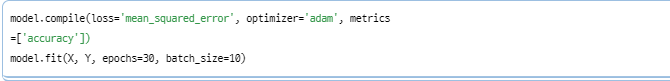 model.compile(loss='mean_squared_error', optimizer='adam', metrics
=['accuracy'])
model.fit(X, Y, epochs=30, batch_size=10)